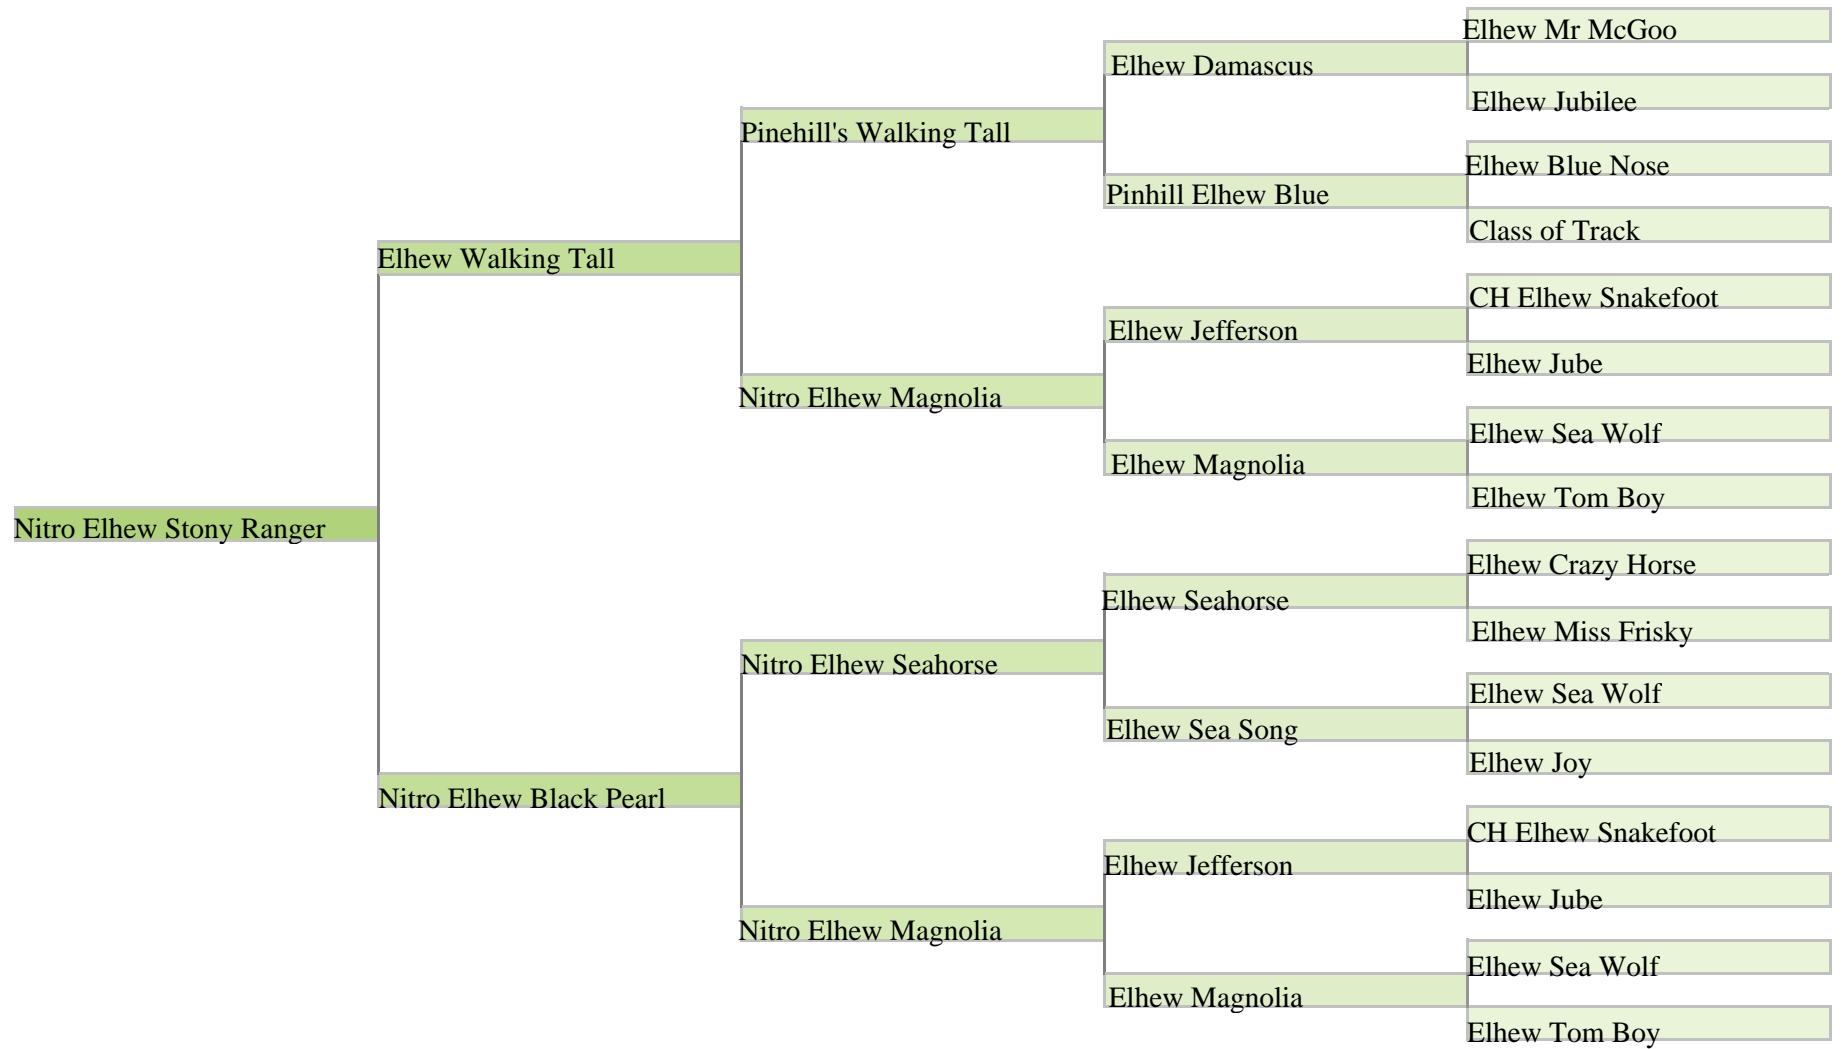 Elhew Mr McGoo
Elhew Damascus
Elhew Jubilee
Pinehill's Walking Tall
Elhew Blue Nose
Pinhill Elhew Blue
Class of Track
Elhew Walking Tall
CH Elhew Snakefoot
Elhew Jefferson
Elhew Jube
Nitro Elhew Magnolia
Elhew Sea Wolf
Elhew Magnolia
Elhew Tom Boy
Nitro Elhew Stony Ranger
Elhew Crazy Horse
Elhew Seahorse
Elhew Miss Frisky
Nitro Elhew Seahorse
Elhew Sea Wolf
Elhew Sea Song
Elhew Joy
Nitro Elhew Black Pearl
CH Elhew Snakefoot
Elhew Jefferson
Elhew Jube
Nitro Elhew Magnolia
Elhew Sea Wolf
Elhew Magnolia
Elhew Tom Boy